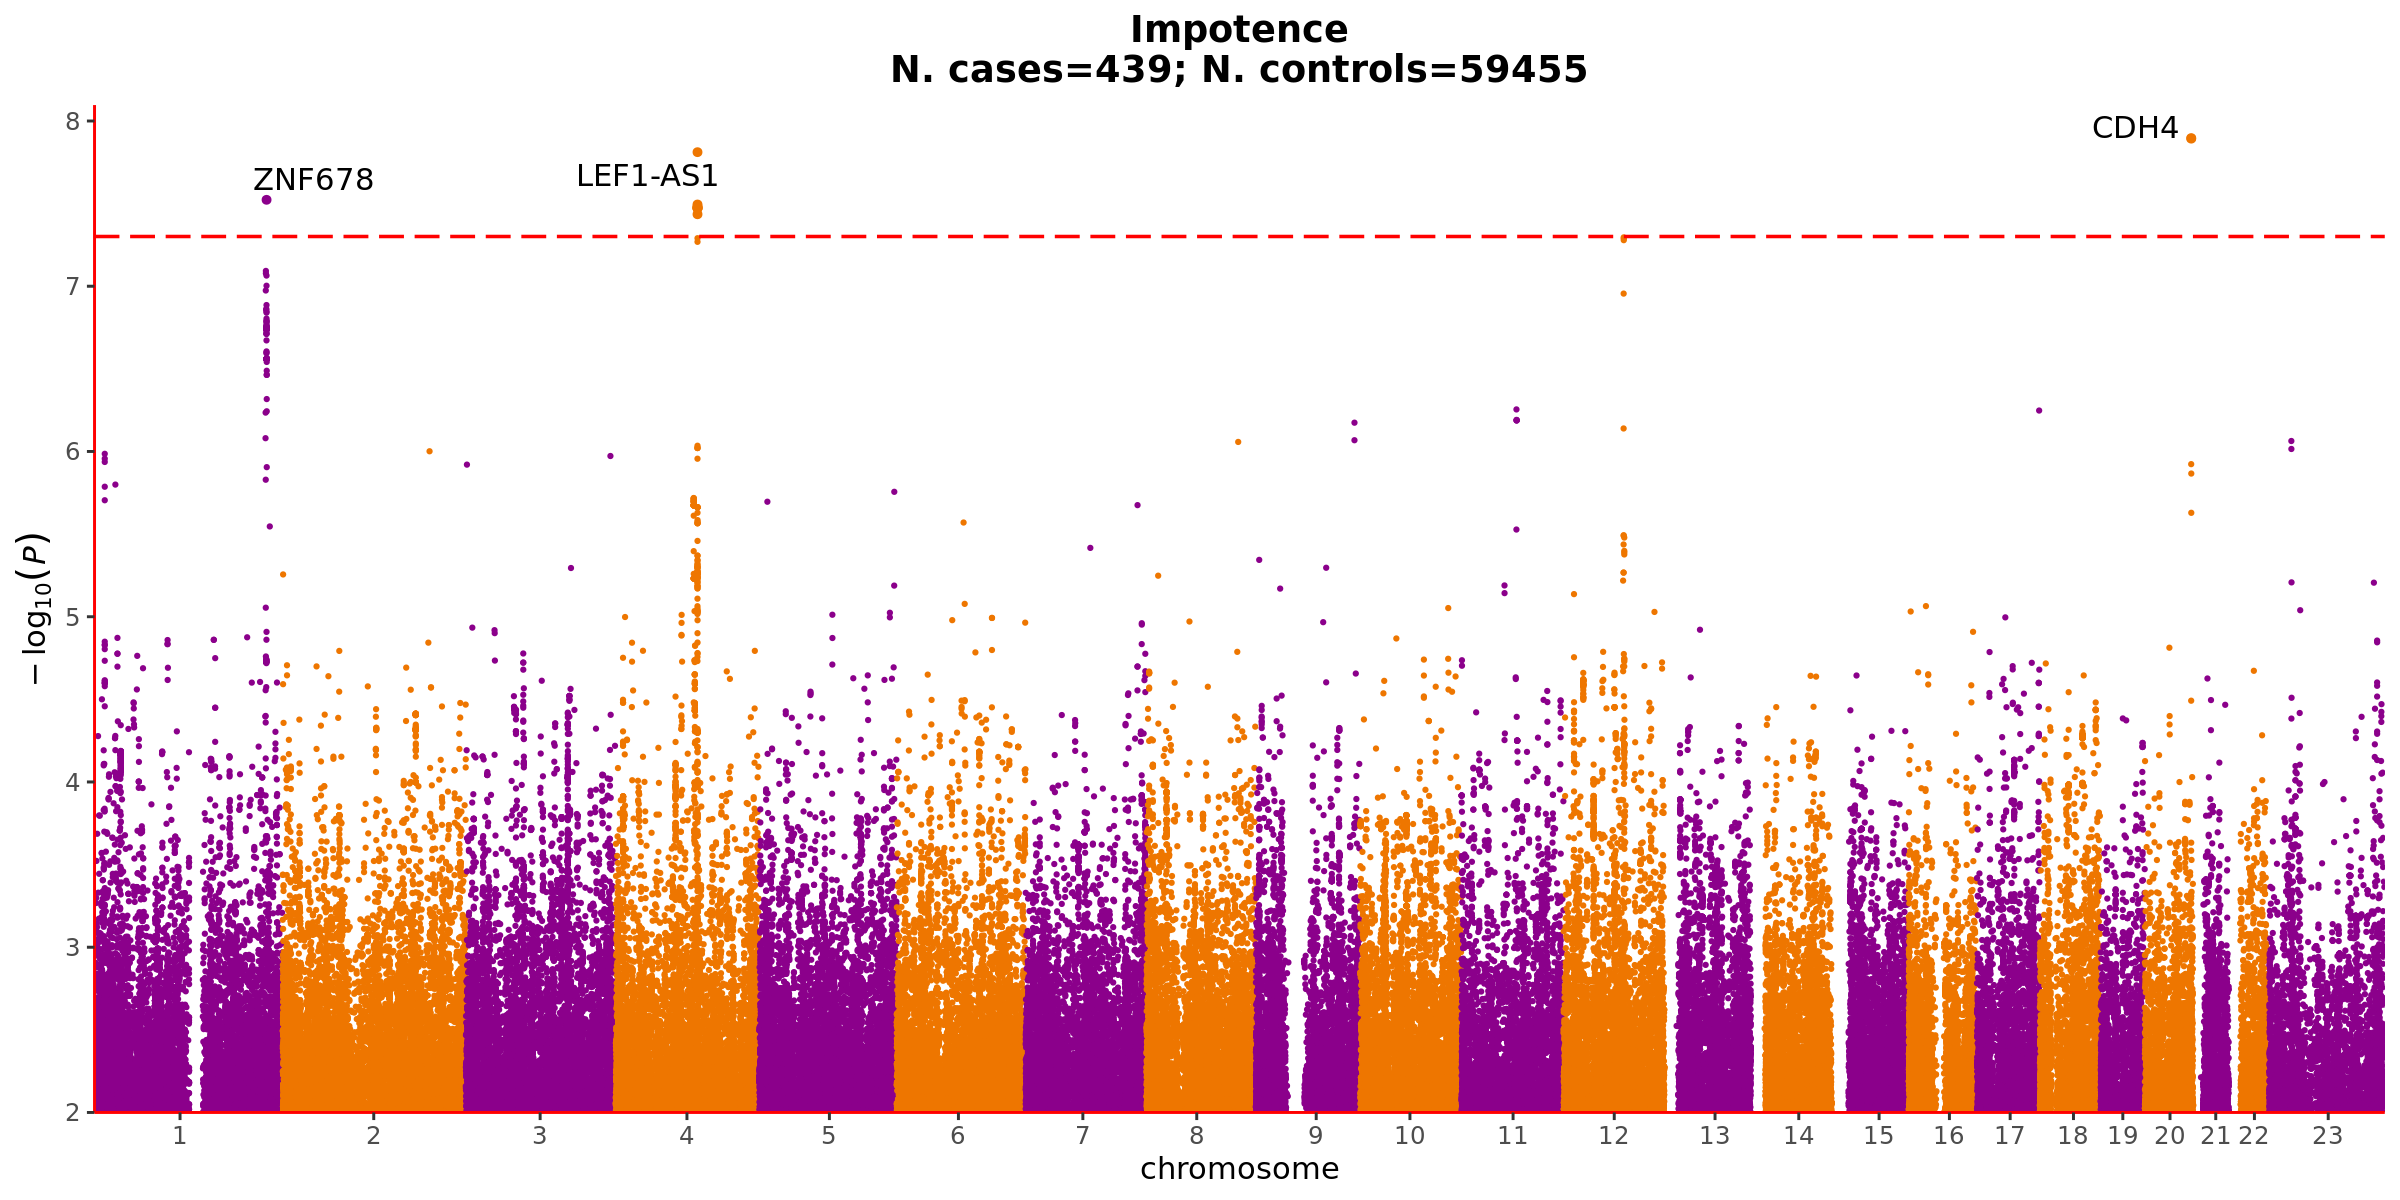 Impotence
N. cases=439; N. controls=59455
8
CDH4
LEF1-AS1
ZNF678
7
6
− log10(P)
5
4
3
2
1 2 3 4 5 6 7 8 9 10 11 12 13 14 15 16 17 18 19 20 21 22 23
chromosome